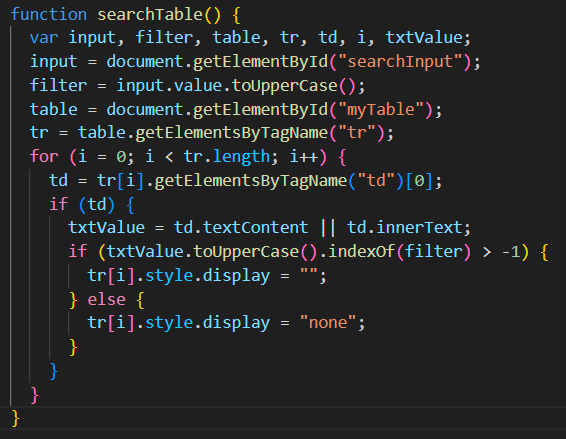 function searchTable() {
  var input, filter, table, tr, td, i, txtValue;
  input = document.getElementById("searchInput");
  filter = input.value.toUpperCase();
  table = document.getElementById("myTable");
  tr = table.getElementsByTagName("tr");
  for (i = 0; i < tr.length; i++) {
    td = tr[i].getElementsByTagName("td")[0];
    if (td) {
      txtValue = td.textContent || td.innerText;
      if (txtValue.toUpperCase().indexOf(filter) > -1) {
        tr[i].style.display = "";
      } else {
        tr[i].style.display = "none";
      }
    }
  }
}